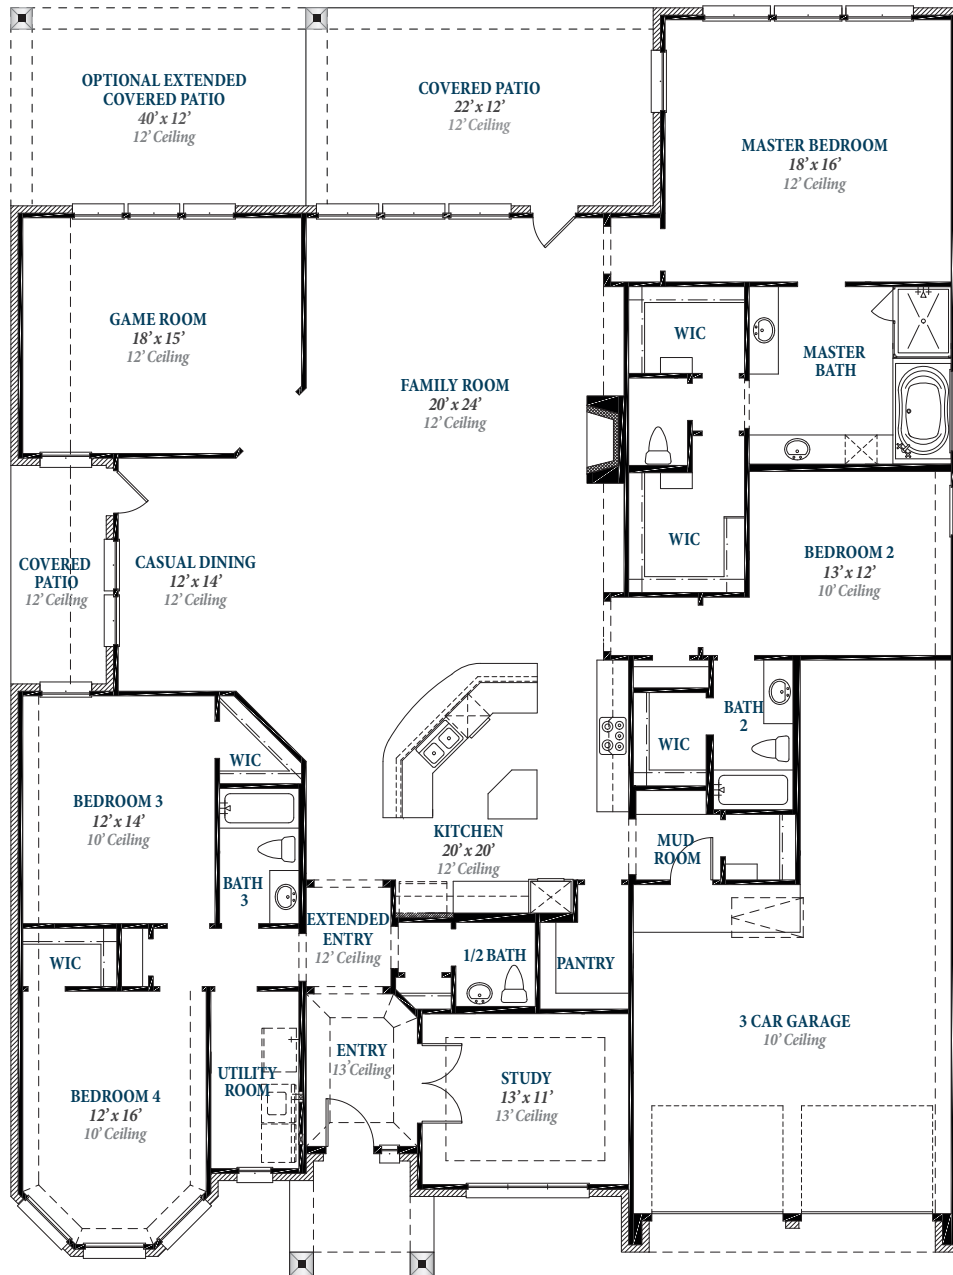 OPTIONAL EXTENDED
COVERED PATIO
40’ x 12’
12’ Ceiling
COVERED PATIO
22’ x 12’
12’ Ceiling
MASTER BEDROOM
18’ x 16’
12’ Ceiling
GAME ROOM
18’ x 15’
12’ Ceiling
FAMILY ROOM
20’ x 24’
12’ Ceiling
WIC
MASTER
BATH
WIC
COVERED
PATIO
12’ Ceiling
CASUAL DINING
12’ x 14’
12’ Ceiling
BEDROOM 2
13’ x 12’
10’ Ceiling
WIC
BATH
2
WIC
BEDROOM 3
12’ x 14’
10’ Ceiling
BATH
3
KITCHEN
20’ x 20’
12’ Ceiling
MUD
ROOM
EXTENDED
ENTRY
12’ Ceiling
WIC
1/2 BATH
PANTRY
3 CAR GARAGE
10’ Ceiling
ENTRY
13’ Ceiling
UTILITY
ROOM
STUDY
13’ x 11’
13’ Ceiling
BEDROOM 4
12’ x 16’
10’ Ceiling